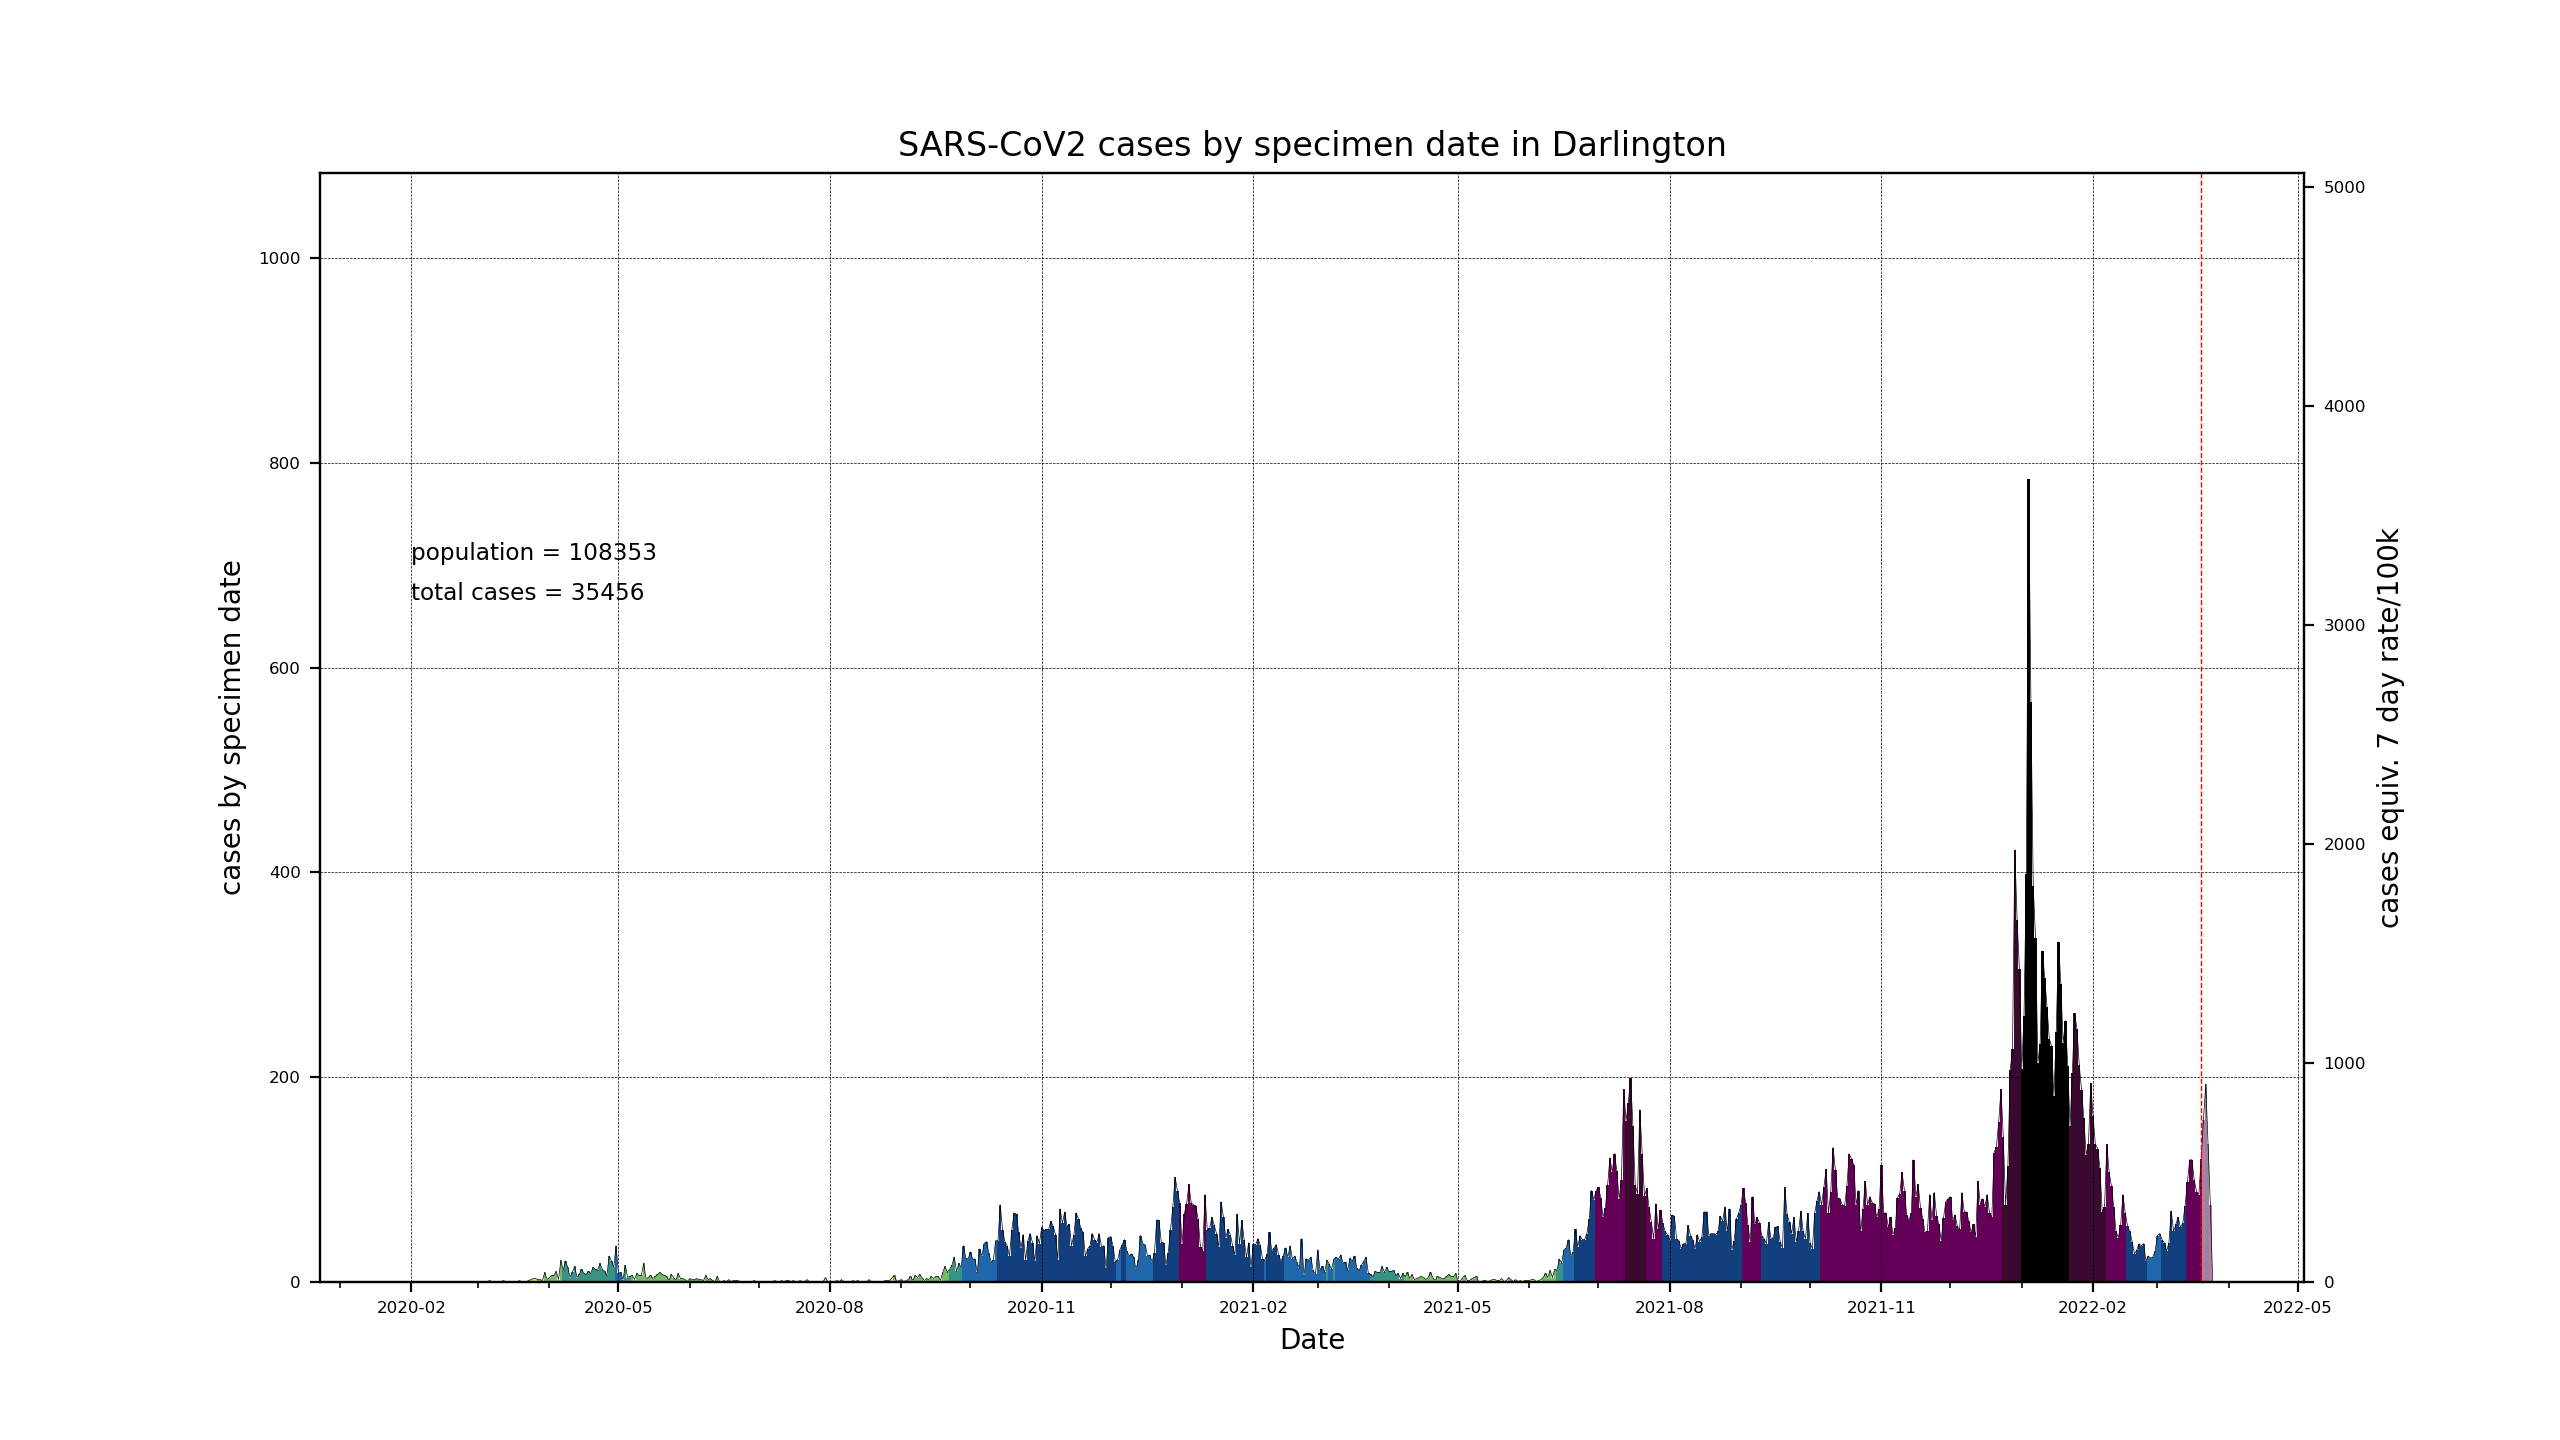 SARS-CoV2 cases by specimen date in Darlington
cases by specimen date
1000
800
600
400
200
0
population = 108353
total cases = 35456
5000
4000
3000
2000
1000
0
cases equiv. 7 day rate/100k
2020-02 2020-05 2020-08 2020-11 2021-02 2021-05 2021-08 2021-11 2022-02 2022-05
Date